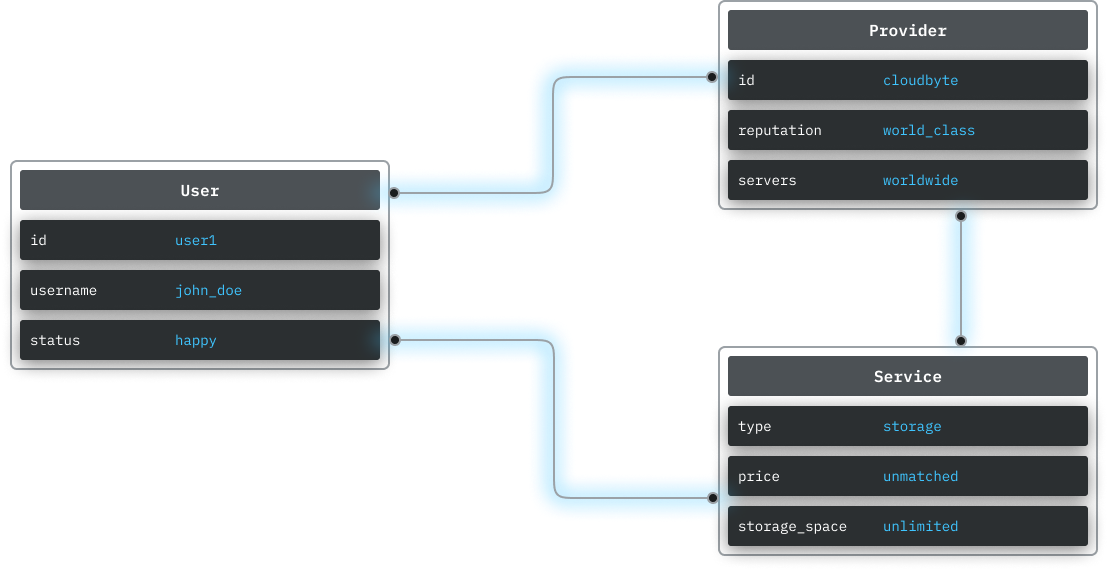 Provider
id cloudbyte
reputation world_class
servers worldwide
User
id user1
username john_doe
status happy
Service
type storage
price unmatched
storage_space unlimited